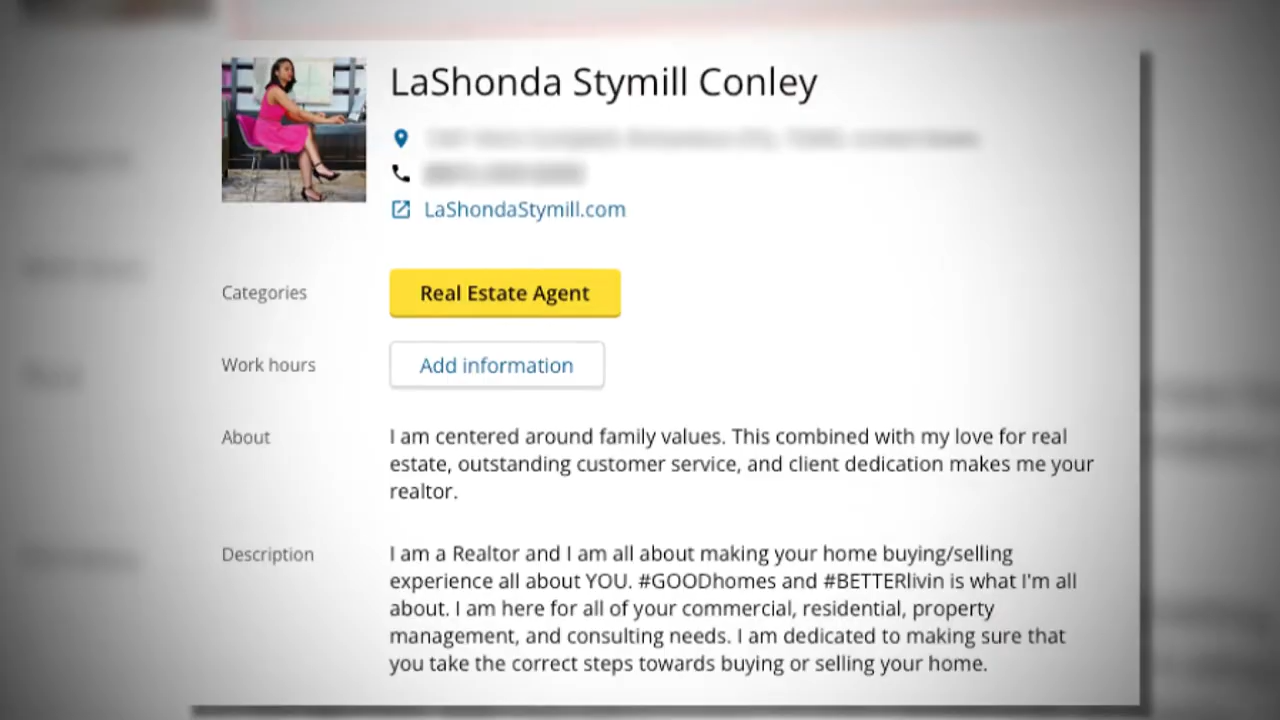 LaShonda Stymill Conley
LaShondaStymill.com
Categories
Real Estate Agent
Work hours
Add information
About
I am centered around family values. This combined with my love for real
estate, outstanding customer service, and client dedication makes me your
realtor.
Description
I am a Realtor and I am all about making your home buying/selling
experience all about YOU. #GOODhomes and #BETTERlivin is what I'm all
about. I am here for all of your commercial, residential, property
management, and consulting needs. I am dedicated to making sure that
you take the correct steps towards buying or selling your home.